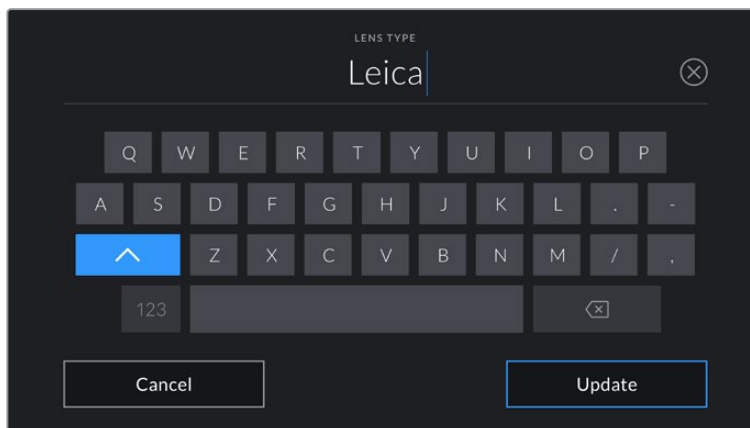 LENS TYPE
Leica
Q W E R T Y U I O P
A S D F G H J K L . -
Z X C V B N M / ,
123
Cancel Update